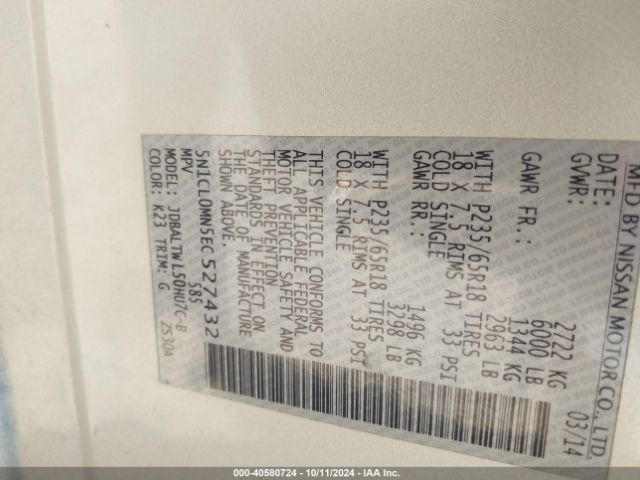 MFD BY NISSAN MOTOR CO., LTD.
DATE: 03/14
GVWR: 2722 KG
6000 LB
GAWR FR.: 1344 KG
2963 LB
WITH P235/65R18 TIRES
18 X 7.5 RIMS AT 33 PSI
COLD SINGLE
GAWR RR.: 1496 KG
3298 LB
WITH P235/65R18 TIRES
18 X 7.5 RIMS AT 33 PSI
COLD SINGLE
THIS VEHICLE CONFORMS TO
ALL APPLICABLE FEDERAL
MOTOR VEHICLE SAFETY AND
THEFT PREVENTION
STANDARDS IN EFFECT ON
THE DATE OF MANUFACTURE
SHOWN ABOVE.
5N1CL0MN5EC527432
MPV 585
MODEL: JDBALTWL50HU7C-B
COLOR: K23 TRIM: G 25304
000-40580724 - 10/11/2024 - IAA Inc.